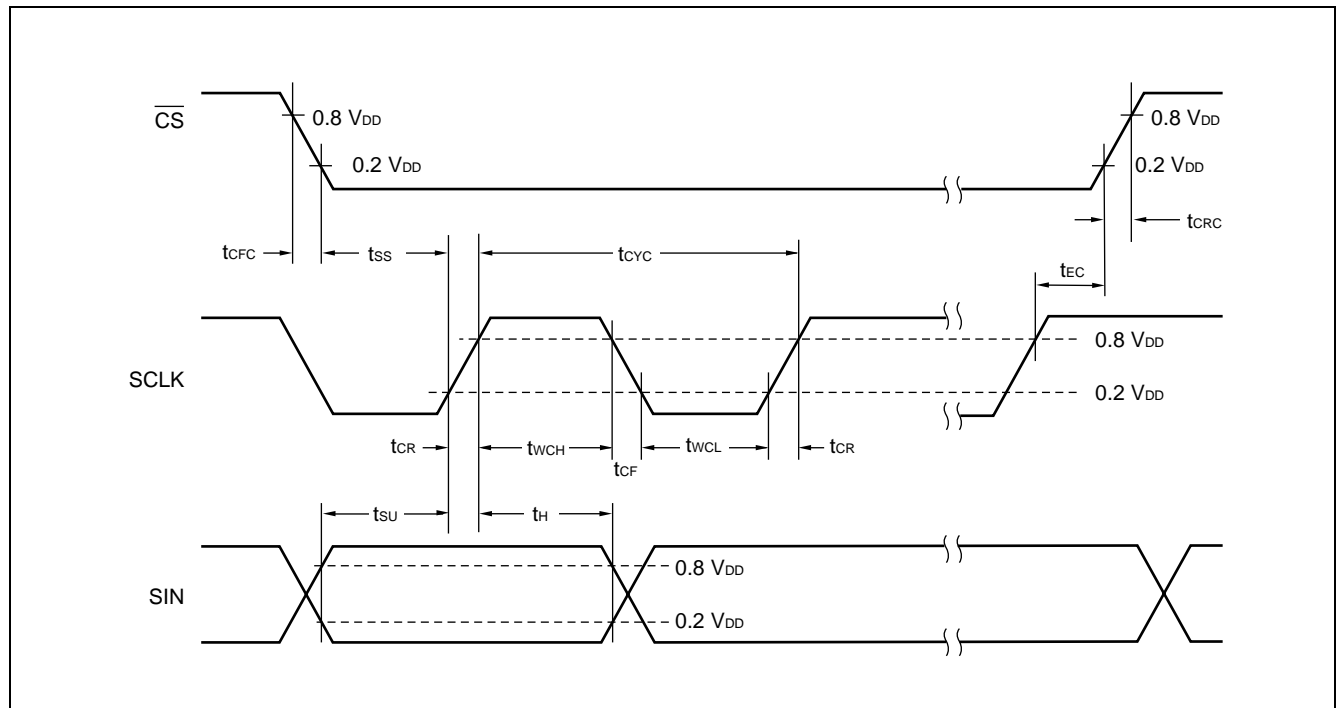 CS
0.8 VDD
0.8 VDD
0.2 VDD
0.2 VDD
tCRC
tCFC
tSS
tCYC
tEC
0.8 VDD
SCLK
0.2 VDD
tCR
tWCH
tCF
tWCL
tCR
tSU
tH
0.8 VDD
SIN
0.2 VDD